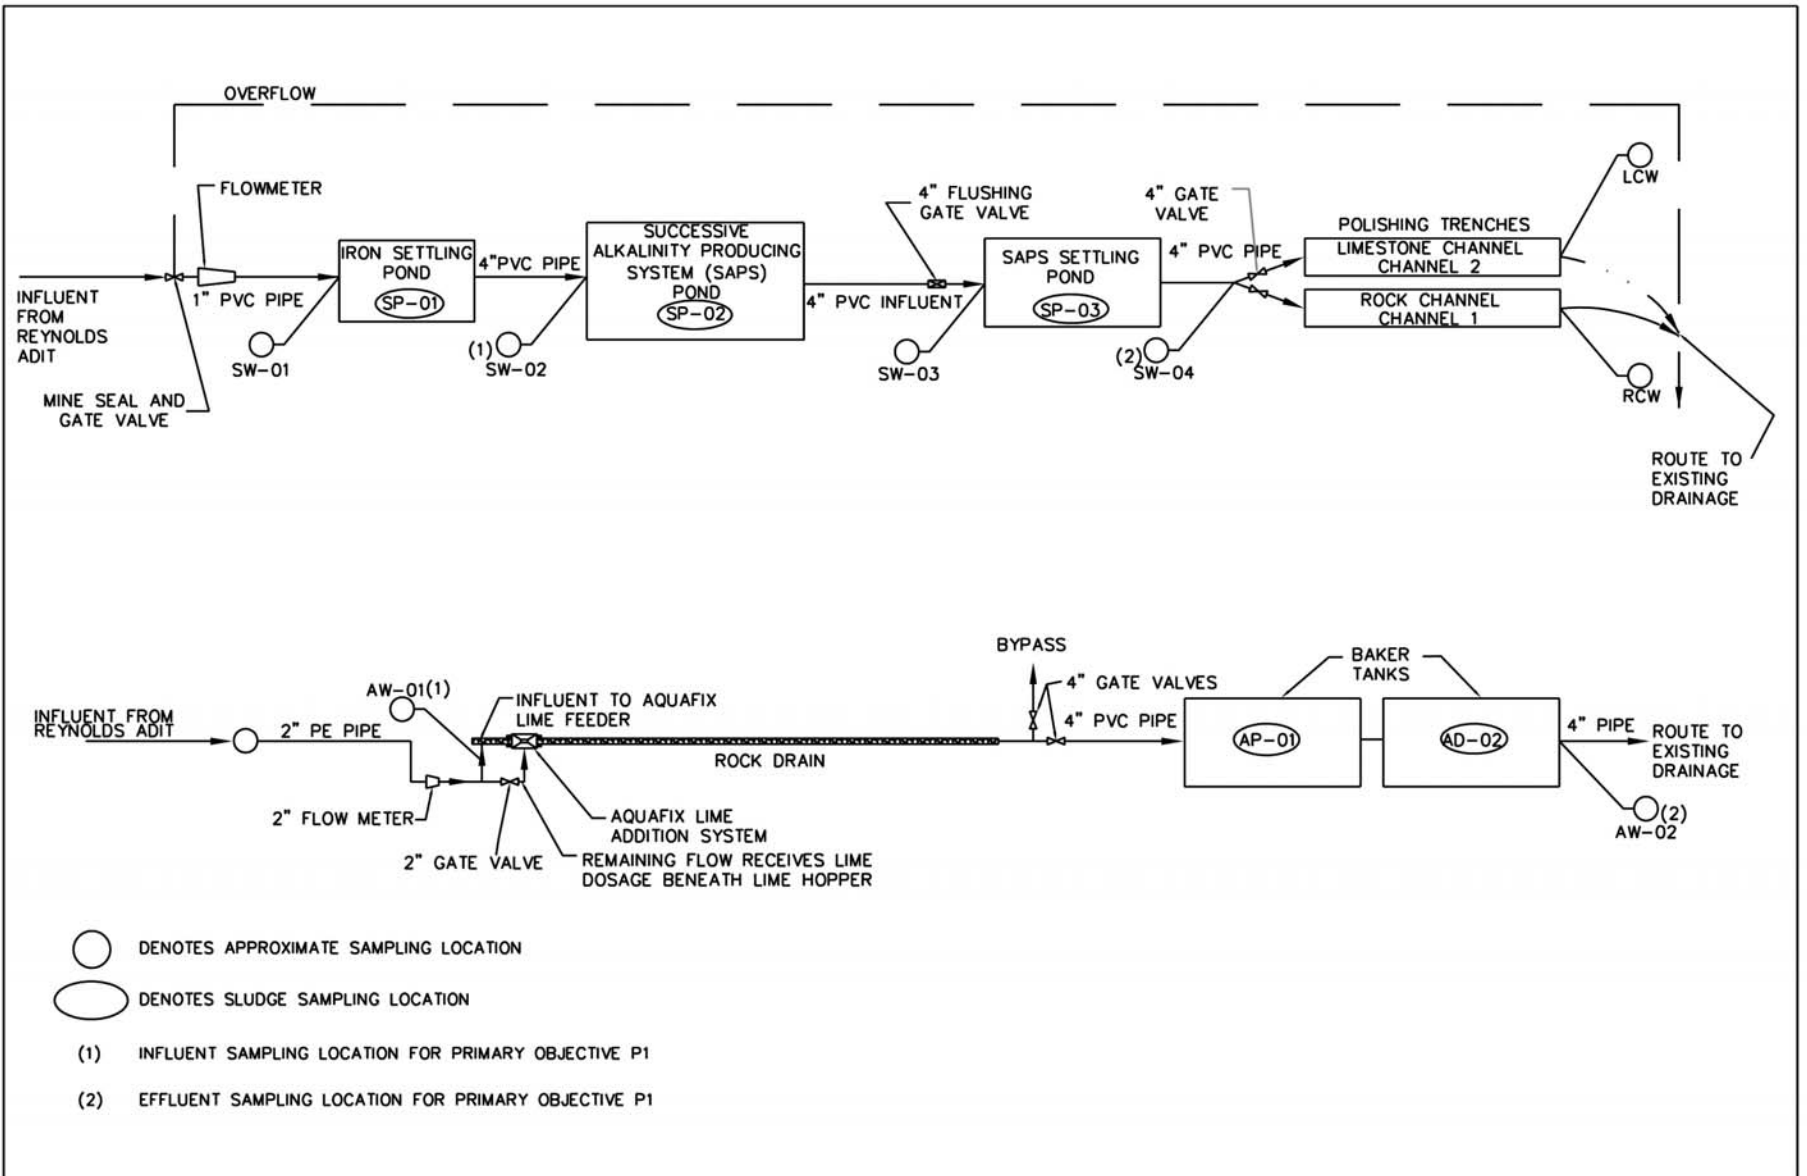 OVERFLOW
FLOWMETER
4" FLUSHING
GATE VALVE
4" GATE
VALVE
LCW
POLISHING TRENCHES
IRON SETTLING
POND
SP-01
4"PVC PIPE
SUCCESSIVE
ALKALINITY PRODUCING
SYSTEM (SAPS)
POND
SP-02
SAPS SETTLING
POND
SP-03
4" PVC PIPE
LIMESTONE CHANNEL
CHANNEL 2
ROCK CHANNEL
CHANNEL 1
INFLUENT
FROM
REYNOLDS
ADIT
1" PVC PIPE
4" PVC INFLUENT
SW-01
(1)
SW-02
SW-03
(2)
SW-04
RCW
MINE SEAL AND
GATE VALVE
ROUTE TO
EXISTING
DRAINAGE
BYPASS
BAKER
TANKS
AW-01(1)
INFLUENT TO AQUAFIX
LIME FEEDER
4" GATE VALVES
INFLUENT FROM
REYNOLDS ADIT
2" PE PIPE
4" PVC PIPE
AP-01
AD-02
4" PIPE
ROUTE TO
EXISTING
DRAINAGE
ROCK DRAIN
2" FLOW METER
AQUAFIX LIME
ADDITION SYSTEM
(2)
AW-02
2" GATE VALVE
REMAINING FLOW RECEIVES LIME
DOSAGE BENEATH LIME HOPPER
DENOTES APPROXIMATE SAMPLING LOCATION
DENOTES SLUDGE SAMPLING LOCATION
(1) INFLUENT SAMPLING LOCATION FOR PRIMARY OBJECTIVE P1
(2) EFFLUENT SAMPLING LOCATION FOR PRIMARY OBJECTIVE P1